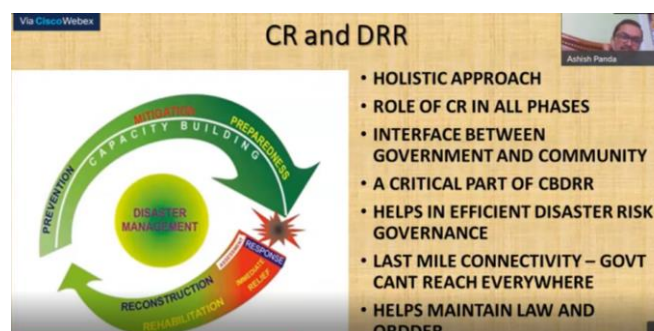 Via Cisco Webex
CR and DRR
Ashish Panda
PREVENTION
MITIGATION
PREPAREDNESS
CAPACITY BUILDING
DISASTER
MANAGEMENT
RESPONSE
IMMEDIATE
RELIEF
REHABILITATION
RECONSTRUCTION
• HOLISTIC APPROACH
• ROLE OF CR IN ALL PHASES
• INTERFACE BETWEEN
GOVERNMENT AND COMMUNITY
• A CRITICAL PART OF CBDRR
• HELPS IN EFFICIENT DISASTER RISK
GOVERNANCE
• LAST MILE CONNECTIVITY – GOVT
CANT REACH EVERYWHERE
• HELPS MAINTAIN LAW AND
ORDDER